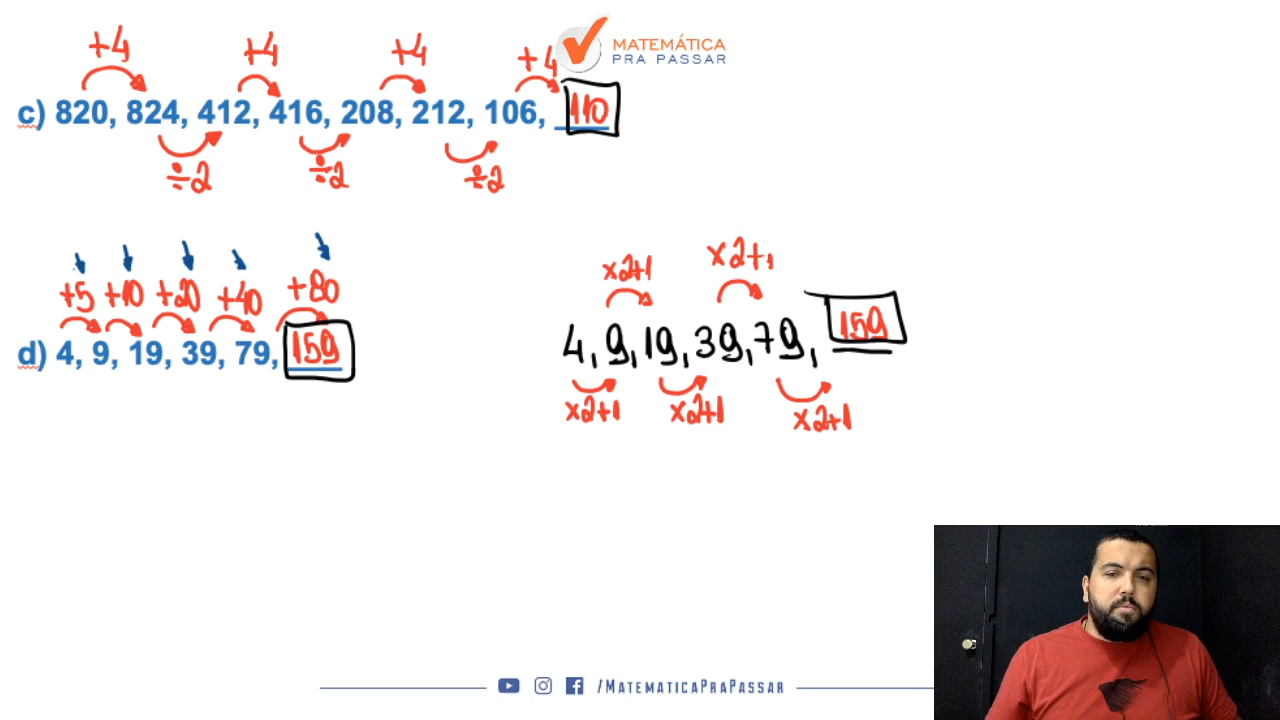 +4 +4 +4 +4
MATEMÁTICA
PRA PASSAR
c) 820, 824, 412, 416, 208, 212, 106, 110
÷2 ÷2 ÷2
+5 +10 +20 +40 +80
d) 4, 9, 19, 39, 79, 159
x2+1 x2+1
4, 9, 19, 39, 79, 159
x2+1 x2+1 x2+1
/MATEMATICAPRAPASSAR